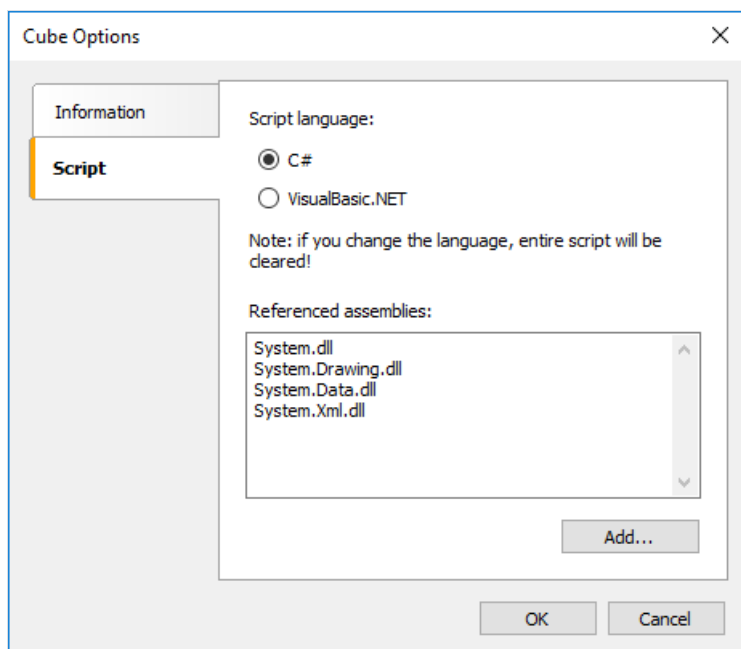 Cube Options
Information
Script
Script language:
C#
VisualBasic.NET
Note: if you change the language, entire script will be
cleared!
Referenced assemblies:
System.dll
System.Drawing.dll
System.Data.dll
System.Xml.dll
Add...
OK
Cancel